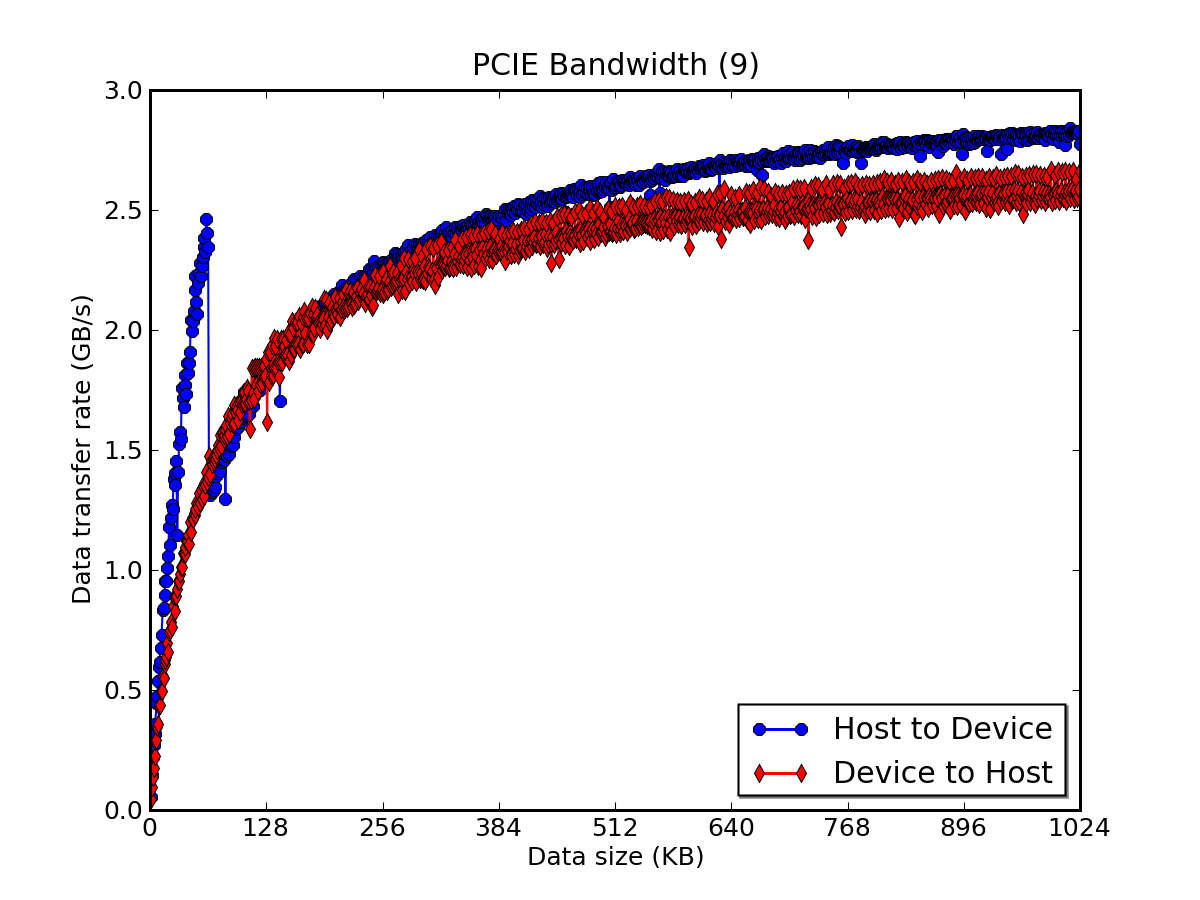 PCIE Bandwidth (9)
Data transfer rate (GB/s)
3.0
2.5
2.0
1.5
1.0
0.5
0.0
0 128 256 384 512 640 768 896 1024
Data size (KB)
Host to Device
Device to Host